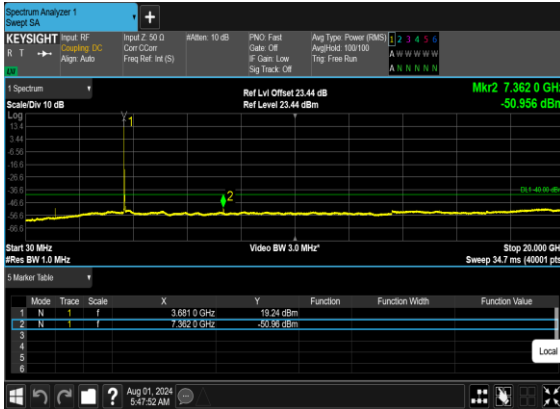 Spectrum Analyzer 1
Swept SA
+
KEYSIGHT Input: RF Input Z: 50 Ω #Atten: 10 dB PNO: Fast Avg Type: Power (RMS) 1 2 3 4 5 6
R T Coupling: DC Corr CCorr Gate: Off Avg|Hold: 100/100 A W W W W W
Align: Auto Freq Ref: Int (S) IF Gain: Low Trig: Free Run
Sig Track: Off A N N N N N
1 Spectrum Ref Lvl Offset 23.44 dB Mkr2 7.362 0 GHz
Scale/Div 10 dB Ref Level 23.44 dBm -50.956 dBm
Log
1
13.4
3.44
-6.56
-16.6
-26.6
-36.6 DL1 -40.00 dBm
2
-46.6
-56.6
-66.6
Start 30 MHz Video BW 3.0 MHz* Stop 20.000 GHz
#Res BW 1.0 MHz Sweep 34.7 ms (40001 pts)
5 Marker Table
Mode Trace Scale X Y Function Function Width Function Value
1 N 1 f 3.681 0 GHz 19.24 dBm
2 N 1 f 7.362 0 GHz -50.96 dBm
3
4
5
6
Local
?
Aug 01, 2024
5:47:52 AM